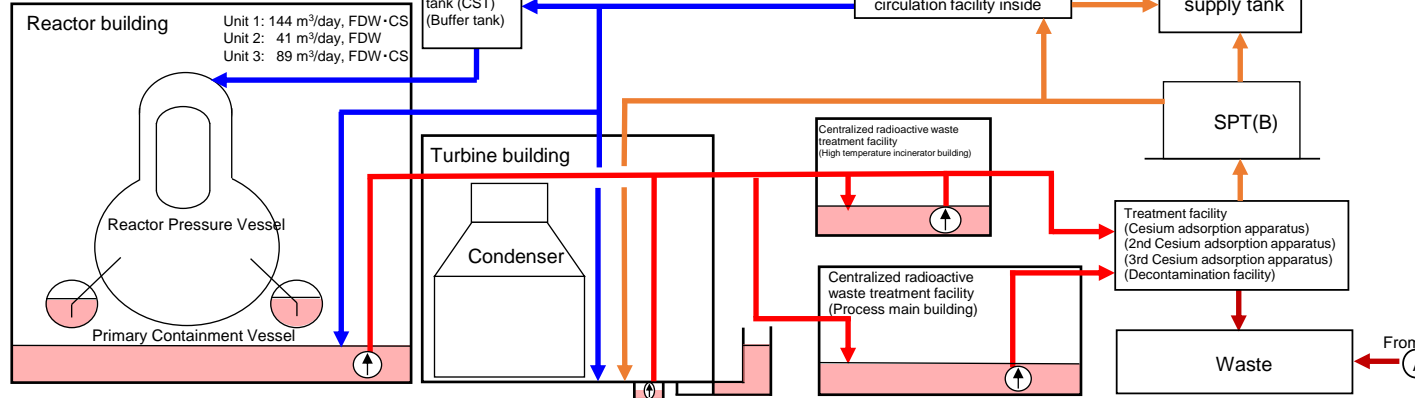 tank (CST)
(Buffer tank)
circulation facility inside
supply tank
Reactor building
Unit 1: 144 m³/day, FDW・CS
Unit 2: 41 m³/day, FDW
Unit 3: 89 m³/day, FDW・CS
SPT(B)
Centralized radioactive waste
treatment facility
(High temperature incinerator building)
Turbine building
Reactor Pressure Vessel
Condenser
Treatment facility
(Cesium adsorption apparatus)
(2nd Cesium adsorption apparatus)
(3rd Cesium adsorption apparatus)
(Decontamination facility)
Centralized radioactive
waste treatment facility
(Process main building)
Primary Containment Vessel
Waste
From